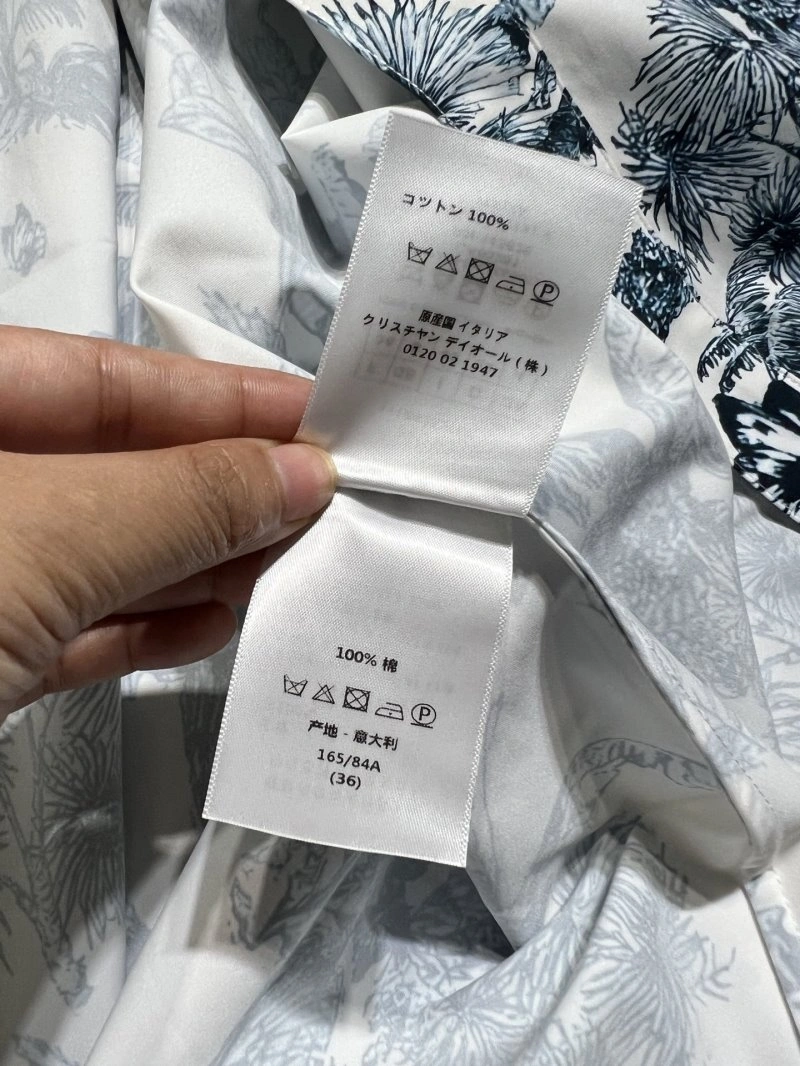 コットン 100%
P
原産国 イタリア
クリスチャン デイオール ( 株 )
0120 02 1947
100% 棉
P
产地 - 意大利
165/84A
(36)